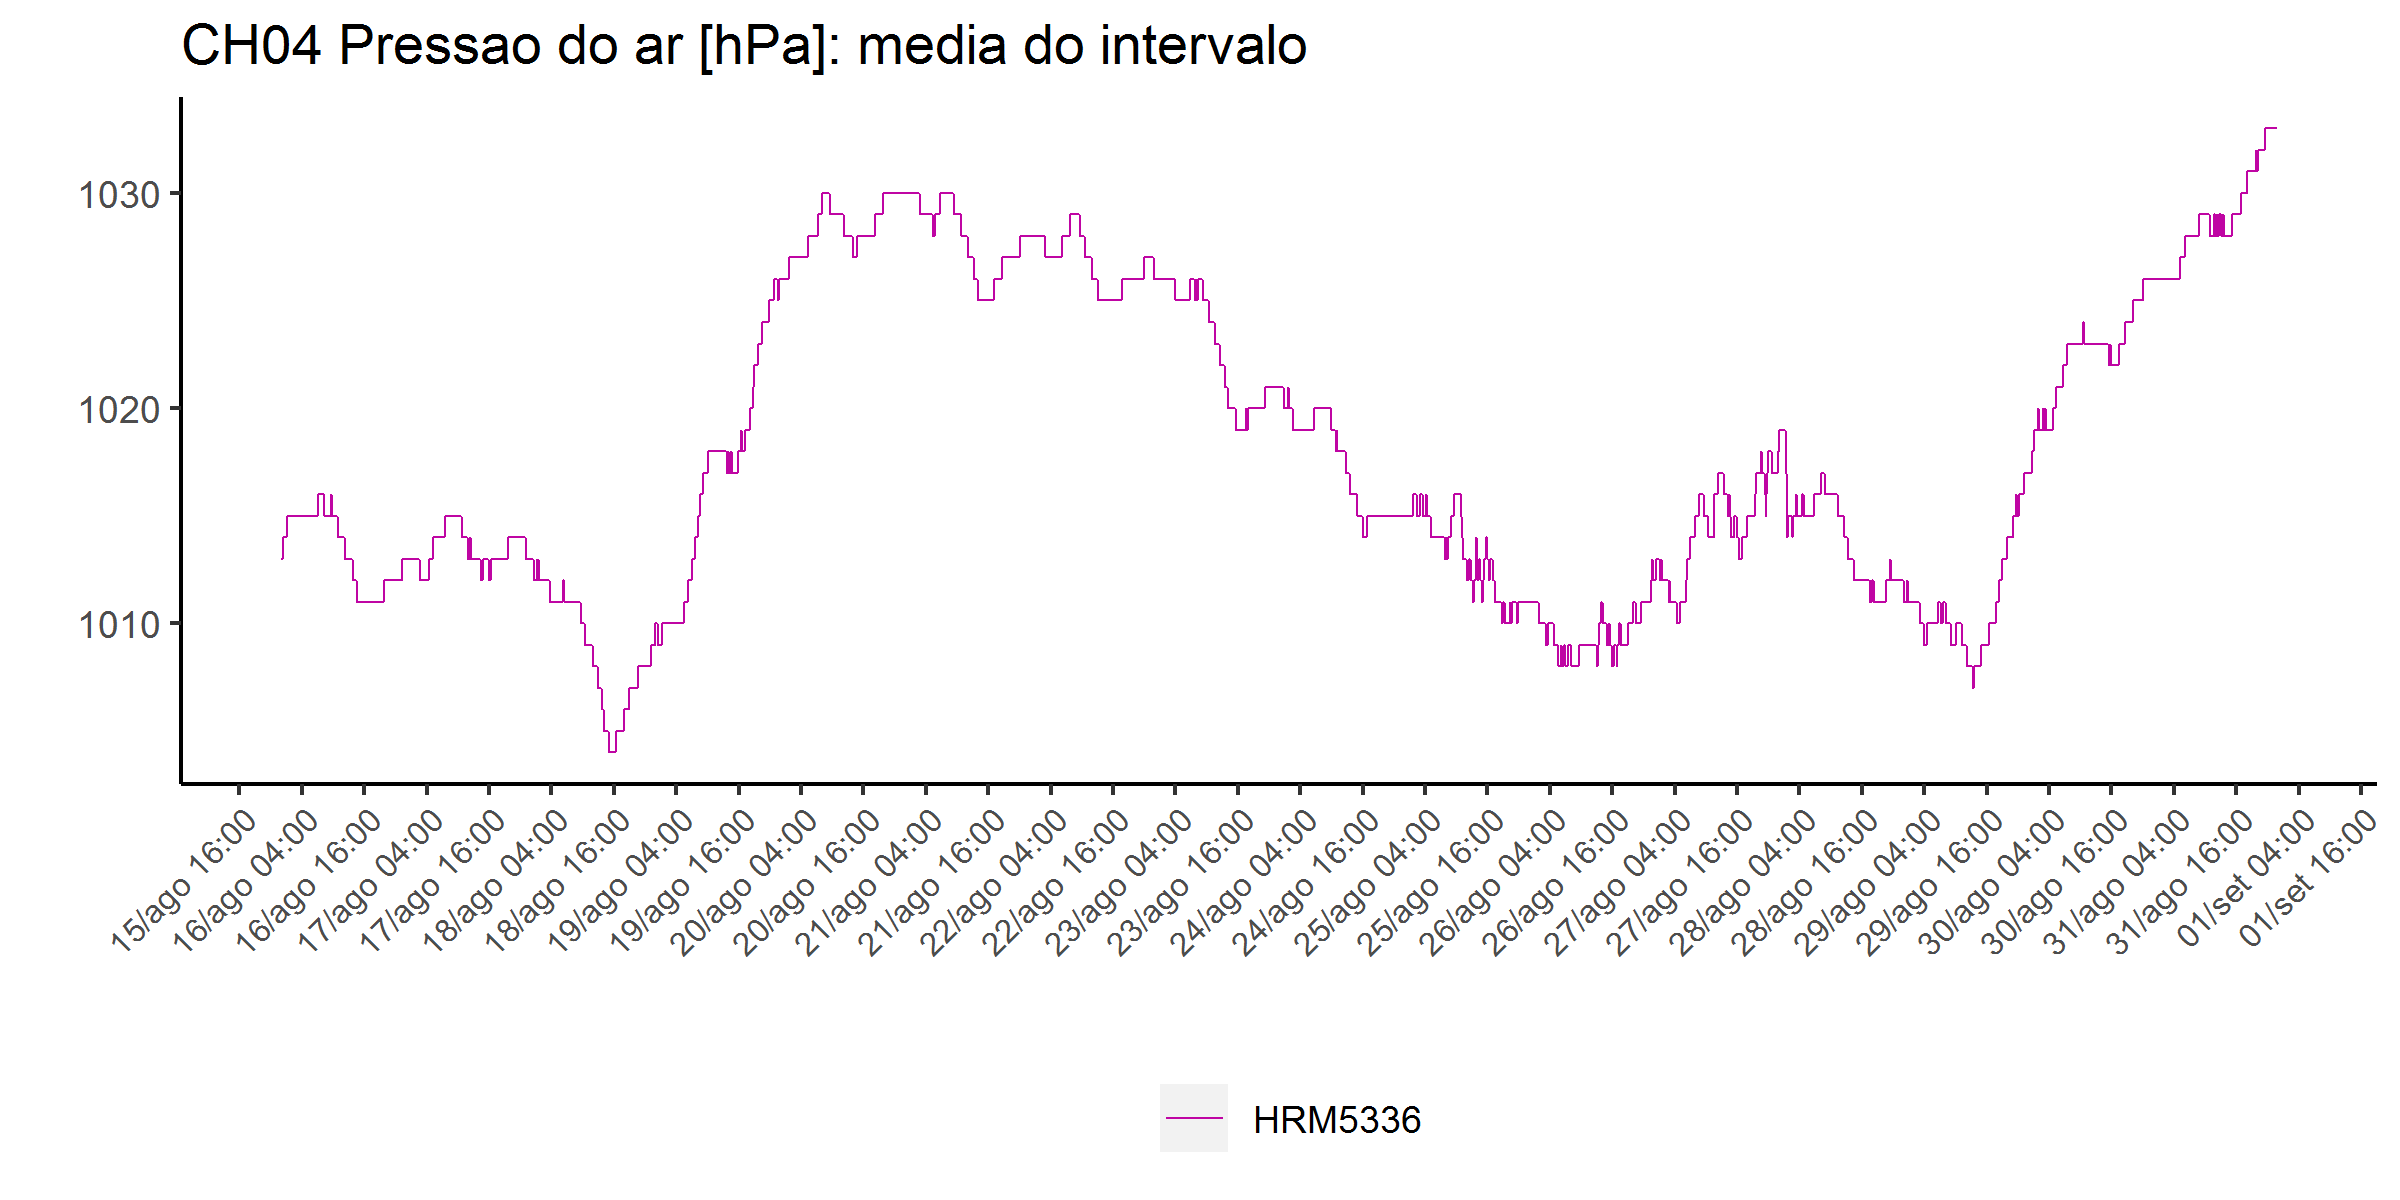 CH04 Pressao do ar [hPa]: media do intervalo
1030
1020
1010
15/ago 16:00
16/ago 04:00
16/ago 16:00
17/ago 04:00
17/ago 16:00
18/ago 04:00
18/ago 16:00
19/ago 04:00
19/ago 16:00
20/ago 04:00
20/ago 16:00
21/ago 04:00
21/ago 16:00
22/ago 04:00
22/ago 16:00
23/ago 04:00
23/ago 16:00
24/ago 04:00
24/ago 16:00
25/ago 04:00
25/ago 16:00
26/ago 04:00
26/ago 16:00
27/ago 04:00
27/ago 16:00
28/ago 04:00
28/ago 16:00
29/ago 04:00
29/ago 16:00
30/ago 04:00
30/ago 16:00
31/ago 04:00
31/ago 16:00
01/set 04:00
01/set 16:00
HRM5336